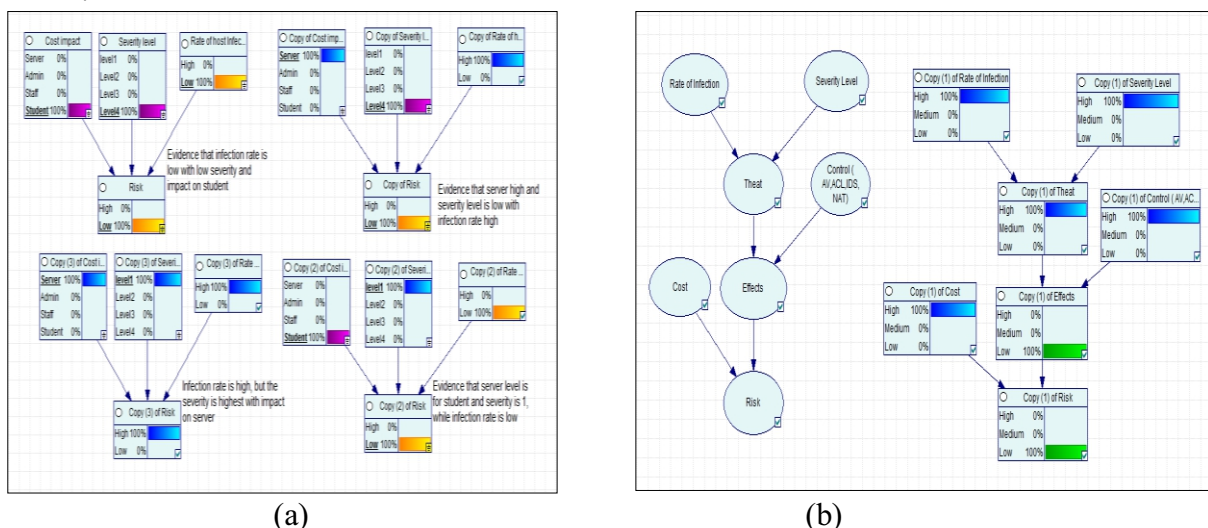 Cost impact
Server 0%
Admin 0%
Staff 0%
Student 100%
Severity level
level1 0%
Level2 0%
Level3 0%
Level4 100%
Rate of host Infec...
High 0%
Low 100%
Risk
High 0%
Low 100%
Evidence that infection rate is
low with low severity and
impact on student
Copy of Cost imp...
Server 100%
Admin 0%
Staff 0%
Student 0%
Copy of Severity l...
level1 0%
Level2 0%
Level3 0%
Level4 100%
Copy of Rate of h...
High 100%
Low 0%
Copy of Risk
High 0%
Low 100%
Evidence that server high and
severity level is low with
infection rate high
Copy (3) of Cost i...
Server 100%
Admin 0%
Staff 0%
Student 0%
Copy (3) of Severi...
level1 100%
Level2 0%
Level3 0%
Level4 0%
Copy (3) of Rate ...
High 100%
Low 0%
Copy (3) of Risk
High 100%
Low 0%
Infection rate is high, but the
severity is highest with impact
on server
Copy (2) of Cost i...
Server 0%
Admin 0%
Staff 0%
Student 100%
Copy (2) of Severi...
level1 100%
Level2 0%
Level3 0%
Level4 0%
Copy (2) of Rate ...
High 0%
Low 100%
Copy (2) of Risk
High 0%
Low 100%
Evidence that server level is
for student and severity is 1,
while infection rate is low
(a)
Rate of Infection
Severity Level
Theat
Control (
AV,ACL,IDS,
NAT)
Cost
Effects
Risk
Copy (1) of Rate of Infection
High 100%
Medium 0%
Low 0%
Copy (1) of Severity Level
High 100%
Medium 0%
Low 0%
Copy (1) of Theat
High 100%
Medium 0%
Low 0%
Copy (1) of Control ( AV,AC...
High 100%
Medium 0%
Low 0%
Copy (1) of Cost
High 100%
Medium 0%
Low 0%
Copy (1) of Effects
High 0%
Medium 0%
Low 100%
Copy (1) of Risk
High 0%
Medium 0%
Low 100%
(b)